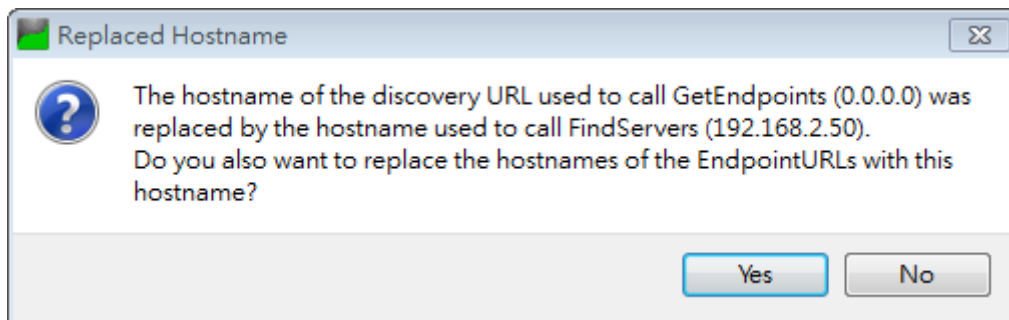 Replaced Hostname
The hostname of the discovery URL used to call GetEndpoints (0.0.0.0) was
replaced by the hostname used to call FindServers (192.168.2.50).
Do you also want to replace the hostnames of the EndpointURLs with this
hostname?
Yes No